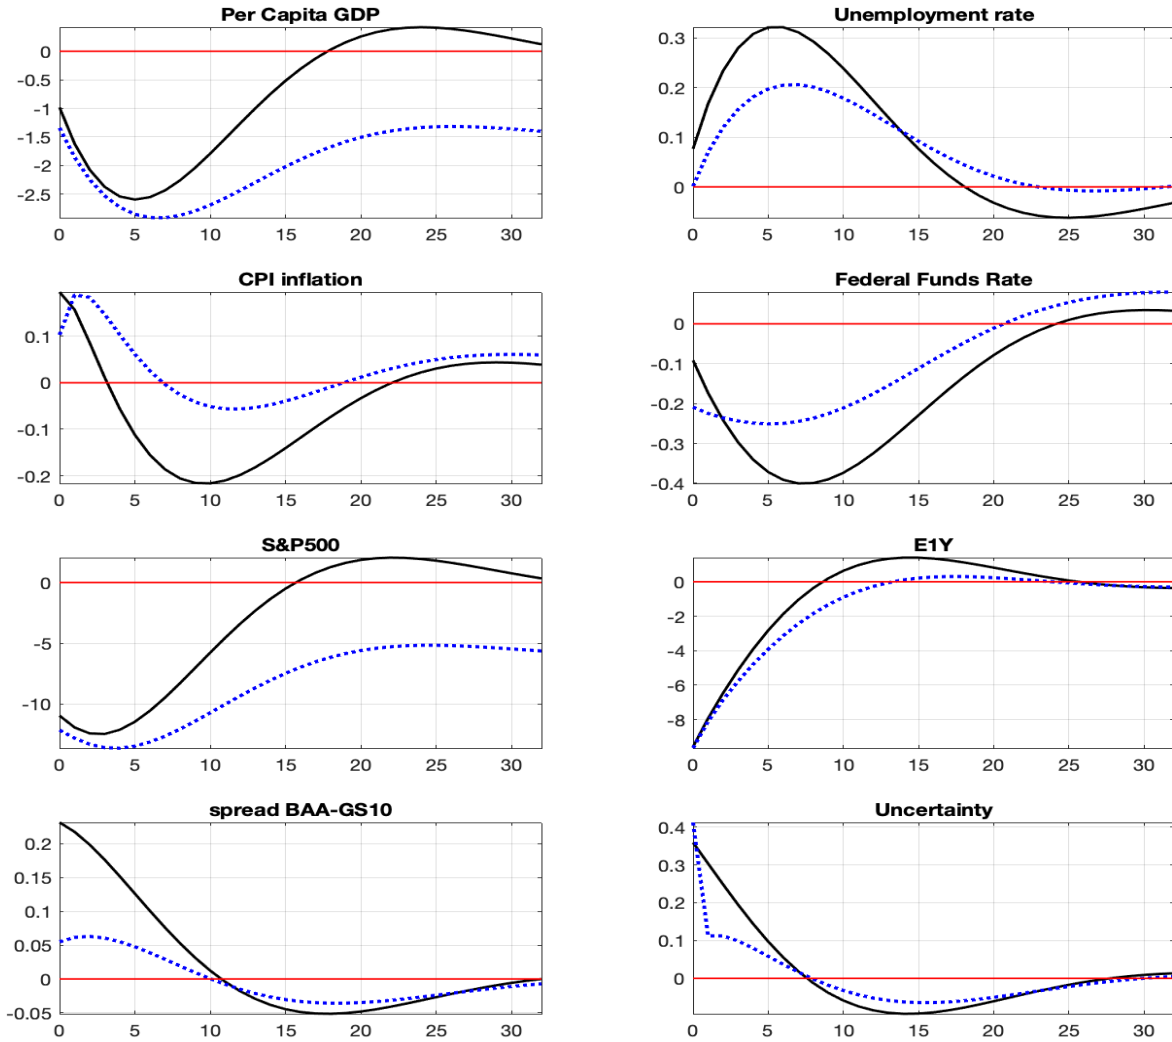 Per Capita GDP
0
-0.5
-1
-1.5
-2
-2.5
0 5 10 15 20 25 30
Unemployment rate
0.3
0.2
0.1
0
0 5 10 15 20 25 30
CPI inflation
0.1
0
-0.1
-0.2
0 5 10 15 20 25 30
Federal Funds Rate
0
-0.1
-0.2
-0.3
-0.4
0 5 10 15 20 25 30
S&P500
0
-5
-10
0 5 10 15 20 25 30
E1Y
0
-2
-4
-6
-8
0 5 10 15 20 25 30
spread BAA-GS10
0.2
0.15
0.1
0.05
0
-0.05
0 5 10 15 20 25 30
Uncertainty
0.4
0.3
0.2
0.1
0
0 5 10 15 20 25 30